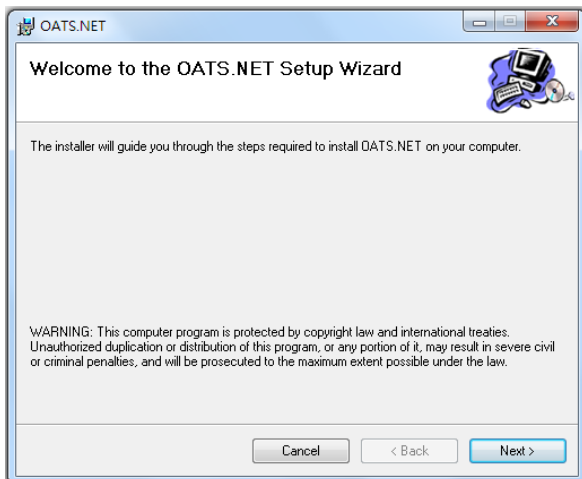 OATS.NET
Welcome to the OATS.NET Setup Wizard
The installer will guide you through the steps required to install OATS.NET on your computer.
WARNING: This computer program is protected by copyright law and international treaties.
Unauthorized duplication or distribution of this program, or any portion of it, may result in severe civil
or criminal penalties, and will be prosecuted to the maximum extent possible under the law.
Cancel
< Back
Next >